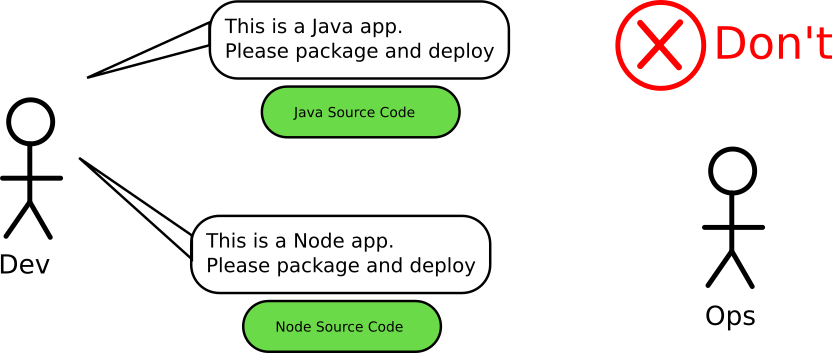 This is a Java app.
Please package and deploy
Don't
Java Source Code
Dev
This is a Node app.
Please package and deploy
Node Source Code
Ops